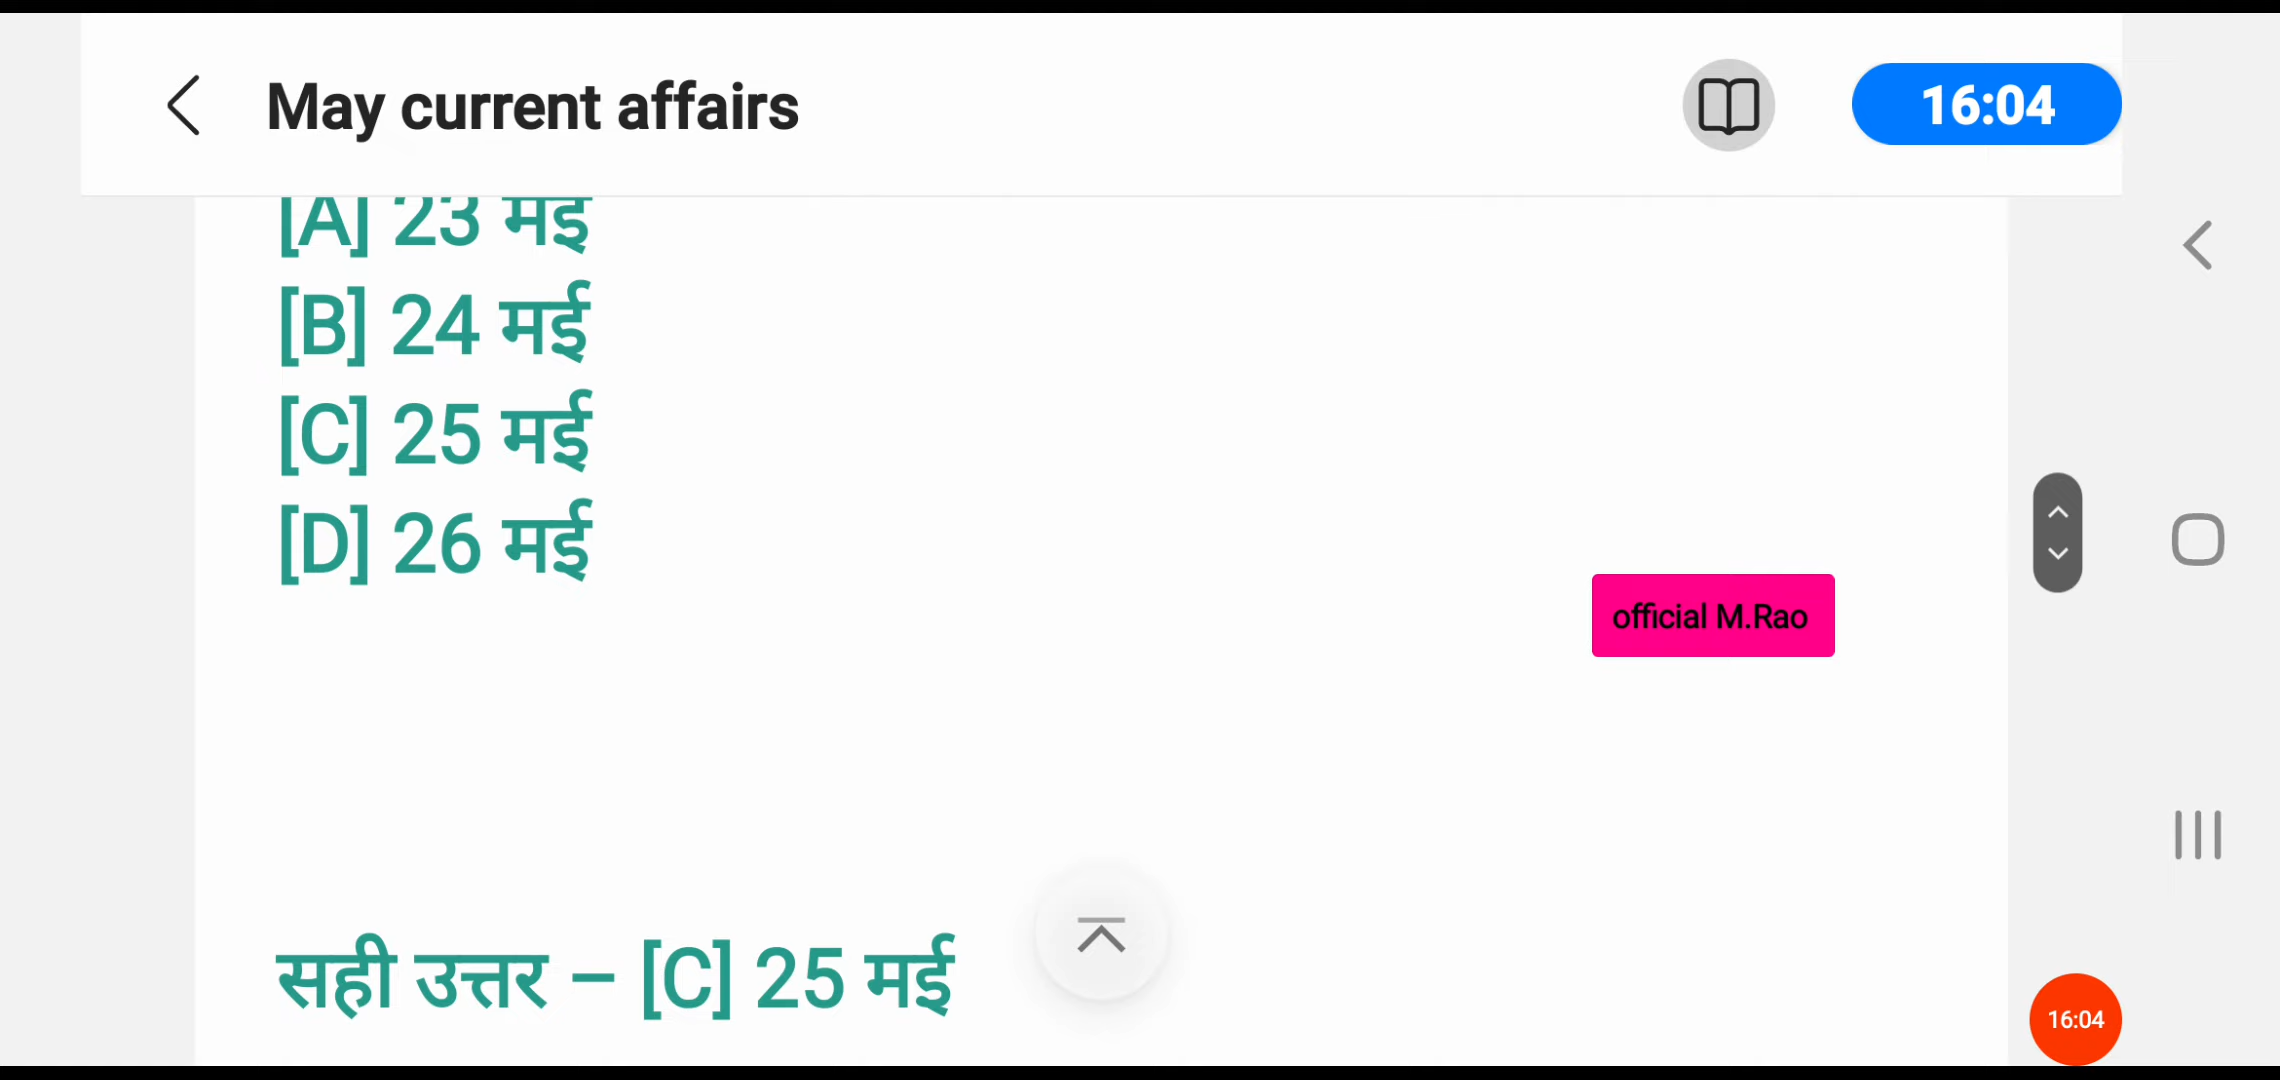 May current affairs
16:04
[A] 23 मई
[B] 24 मई
[C] 25 मई
[D] 26 मई
official M.Rao
सही उत्तर – [C] 25 मई
16:04